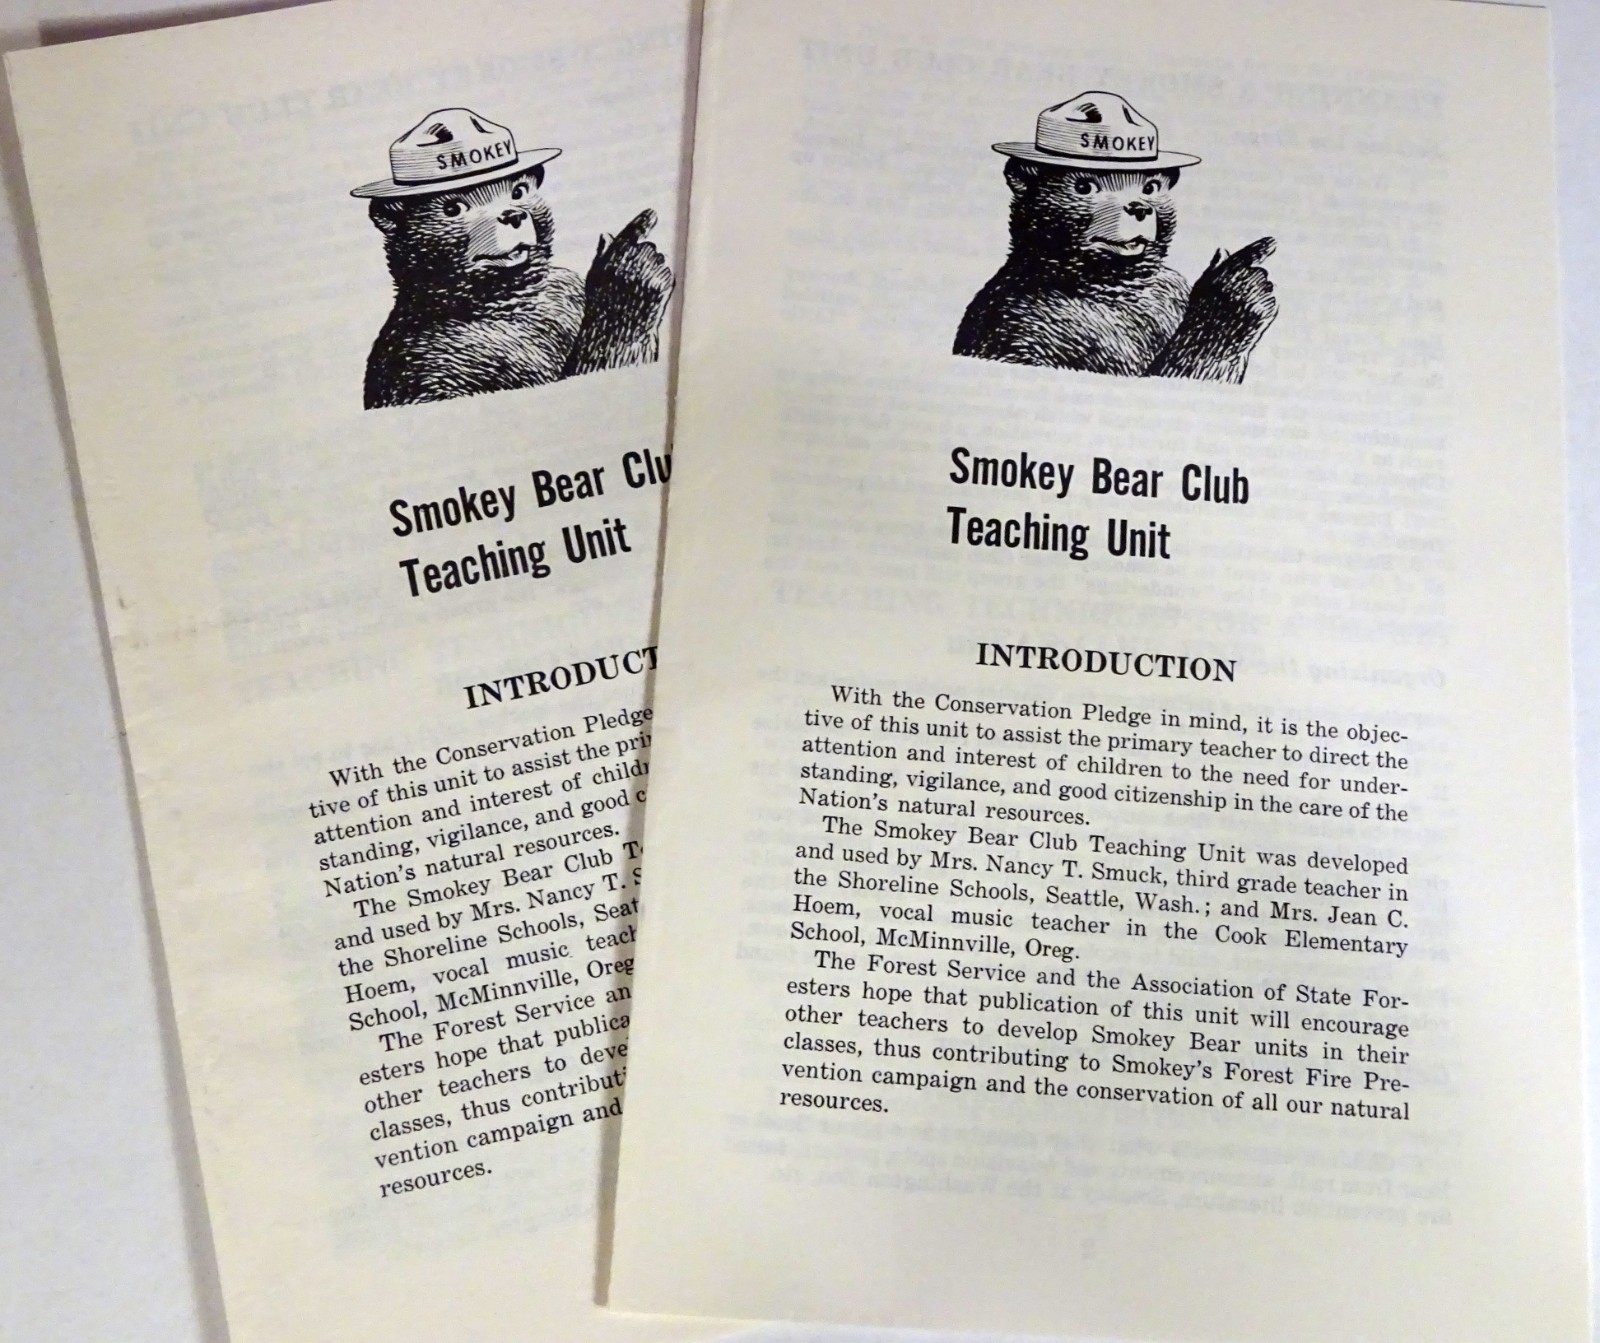 SMOKEY
Smokey Bear Clu
Teaching Unit
INTRODUCT
With the Conservation Pledge
tive of this unit to assist the pri
attention and interest of childr
standing, vigilance, and good c
Nation's natural resources.
The Smokey Bear Club T
and used by Mrs. Nancy T. S
the Shoreline Schools, Seat
Hoem, vocal music teach
School, McMinnville, Oreg
The Forest Service an
esters hope that publica
other teachers to deve
classes, thus contributi
vention campaign and
resources.
SMOKEY
Smokey Bear Club
Teaching Unit
INTRODUCTION
With the Conservation Pledge in mind, it is the objec-
tive of this unit to assist the primary teacher to direct the
attention and interest of children to the need for under-
standing, vigilance, and good citizenship in the care of the
Nation's natural resources.
The Smokey Bear Club Teaching Unit was developed
and used by Mrs. Nancy T. Smuck, third grade teacher in
the Shoreline Schools, Seattle, Wash.; and Mrs. Jean C.
Hoem, vocal music teacher in the Cook Elementary
School, McMinnville, Oreg.
The Forest Service and the Association of State For-
esters hope that publication of this unit will encourage
other teachers to develop Smokey Bear units in their
classes, thus contributing to Smokey's Forest Fire Pre-
vention campaign and the conservation of all our natural
resources.